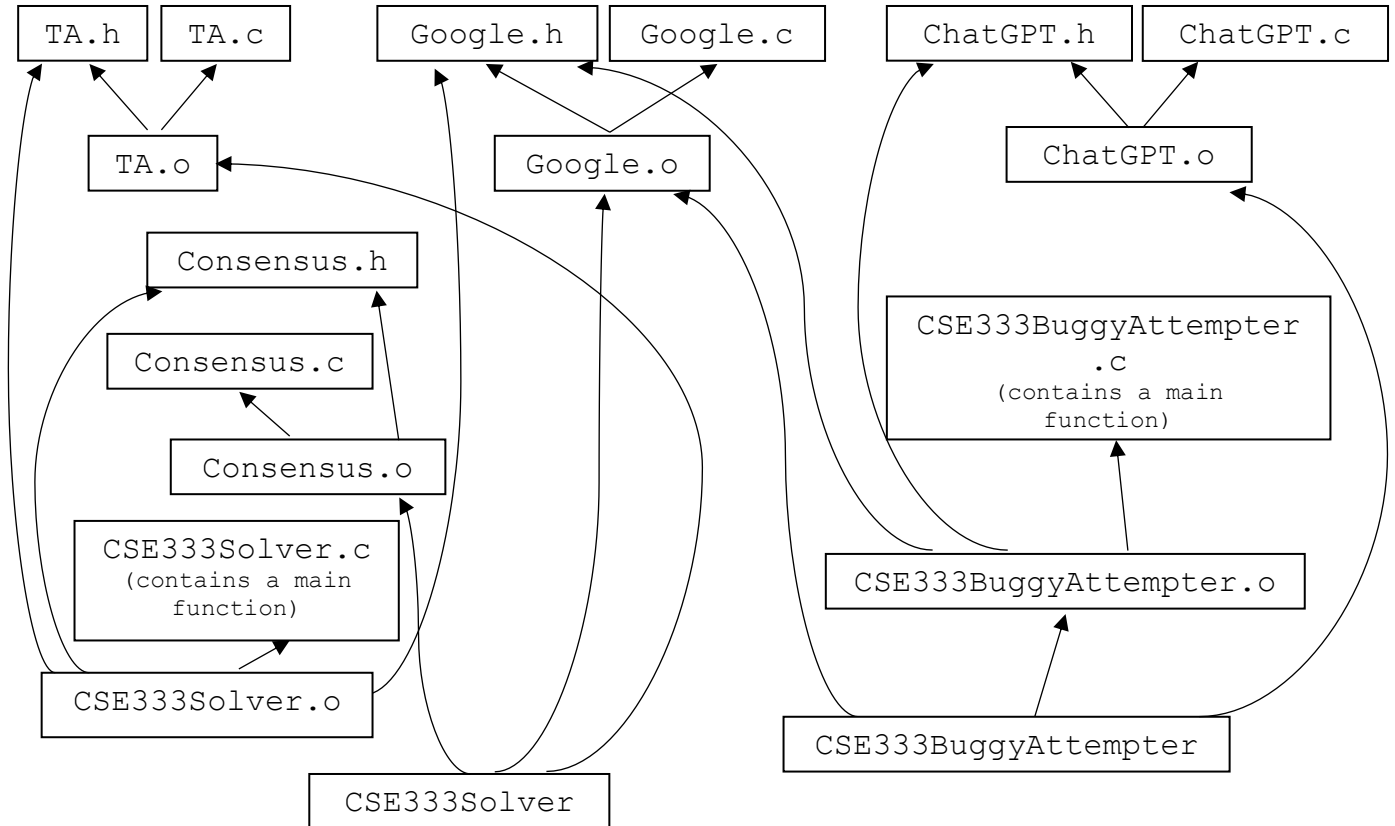 TA.h
TA.c
Google.h
Google.c
ChatGPT.h
ChatGPT.c
TA.o
Google.o
ChatGPT.o
Consensus.h
CSE333BuggyAttempter
.c
(contains a main
function)
Consensus.c
Consensus.o
CSE333Solver.c
(contains a main
function)
CSE333BuggyAttempter.o
CSE333Solver.o
CSE333BuggyAttempter
CSE333Solver